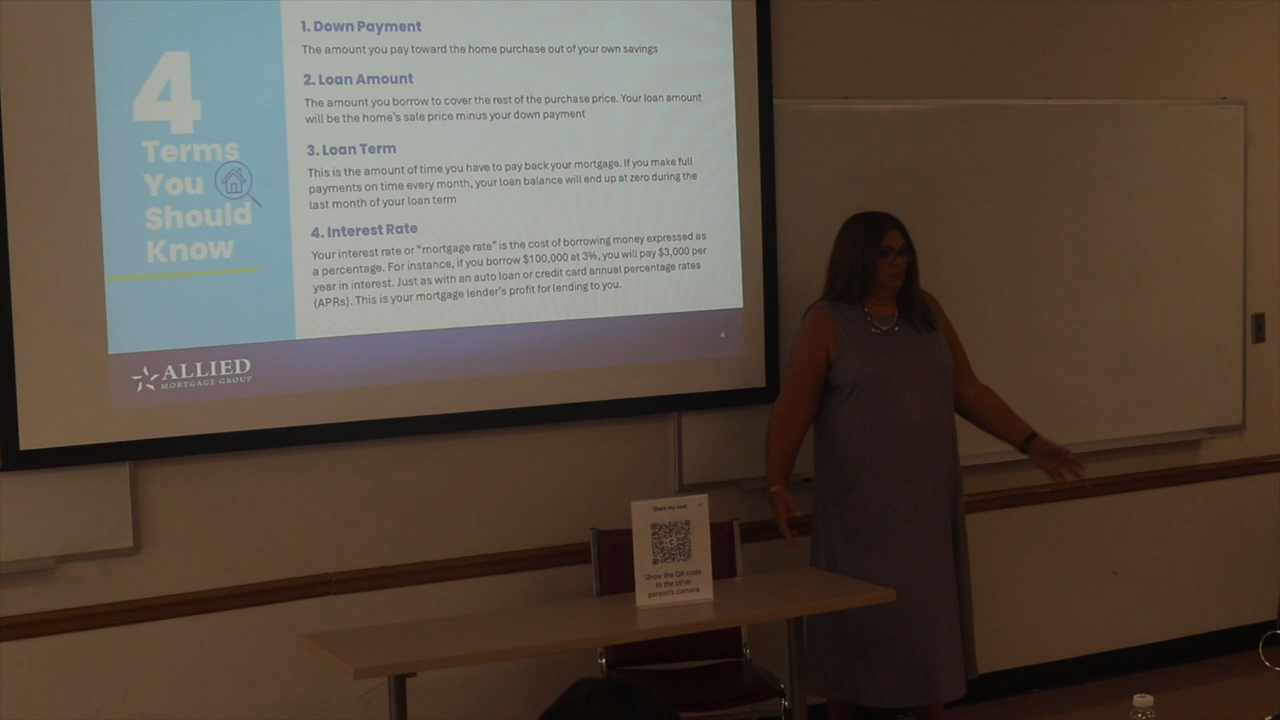 4
Terms
You
Should
Know
1. Down Payment
The amount you pay toward the home purchase out of your own savings
2. Loan Amount
The amount you borrow to cover the rest of the purchase price. Your loan amount
will be the home's sale price minus your down payment
3. Loan Term
This is the amount of time you have to pay back your mortgage. If you make full
payments on time every month, your loan balance will end up at zero during the
last month of your loan term
4. Interest Rate
Your interest rate or "mortgage rate" is the cost of borrowing money expressed as
a percentage. For instance, if you borrow $100,000 at 3%, you will pay $3,000 per
year in interest. Just as with an auto loan or credit card annual percentage rates
(APRs). This is your mortgage lender's profit for lending to you.
4
ALLIED
MORTGAGE GROUP
Share my card
Show the QR code
to the other
person's camera